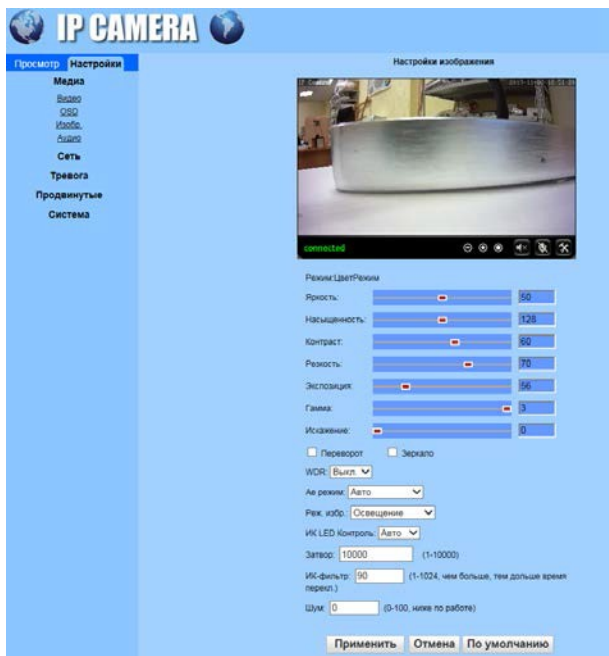 IP CAMERA
Просмотр Настройки
Медиа
Видео
OSD
Изобр.
Аудио
Сеть
Тревога
Продвинутые
Система
Настройки изображения
connected
Режим:ЦветРежим
Яркость: 50
Насыщенность: 128
Контраст: 60
Резкость: 70
Экспозиция: 56
Гамма: 3
Искажение: 0
Переворот Зеркало
WDR: Выкл.
Ae режим: Авто
Реж. избр.: Освещение
ИК LED Контроль: Авто
Затвор: 10000 (1-10000)
ИК-фильтр: 90 (1-1024, чем больше, тем дольше время
перекл.)
Шум: 0 (0-100, ниже по работе)
Применить Отмена По умолчанию